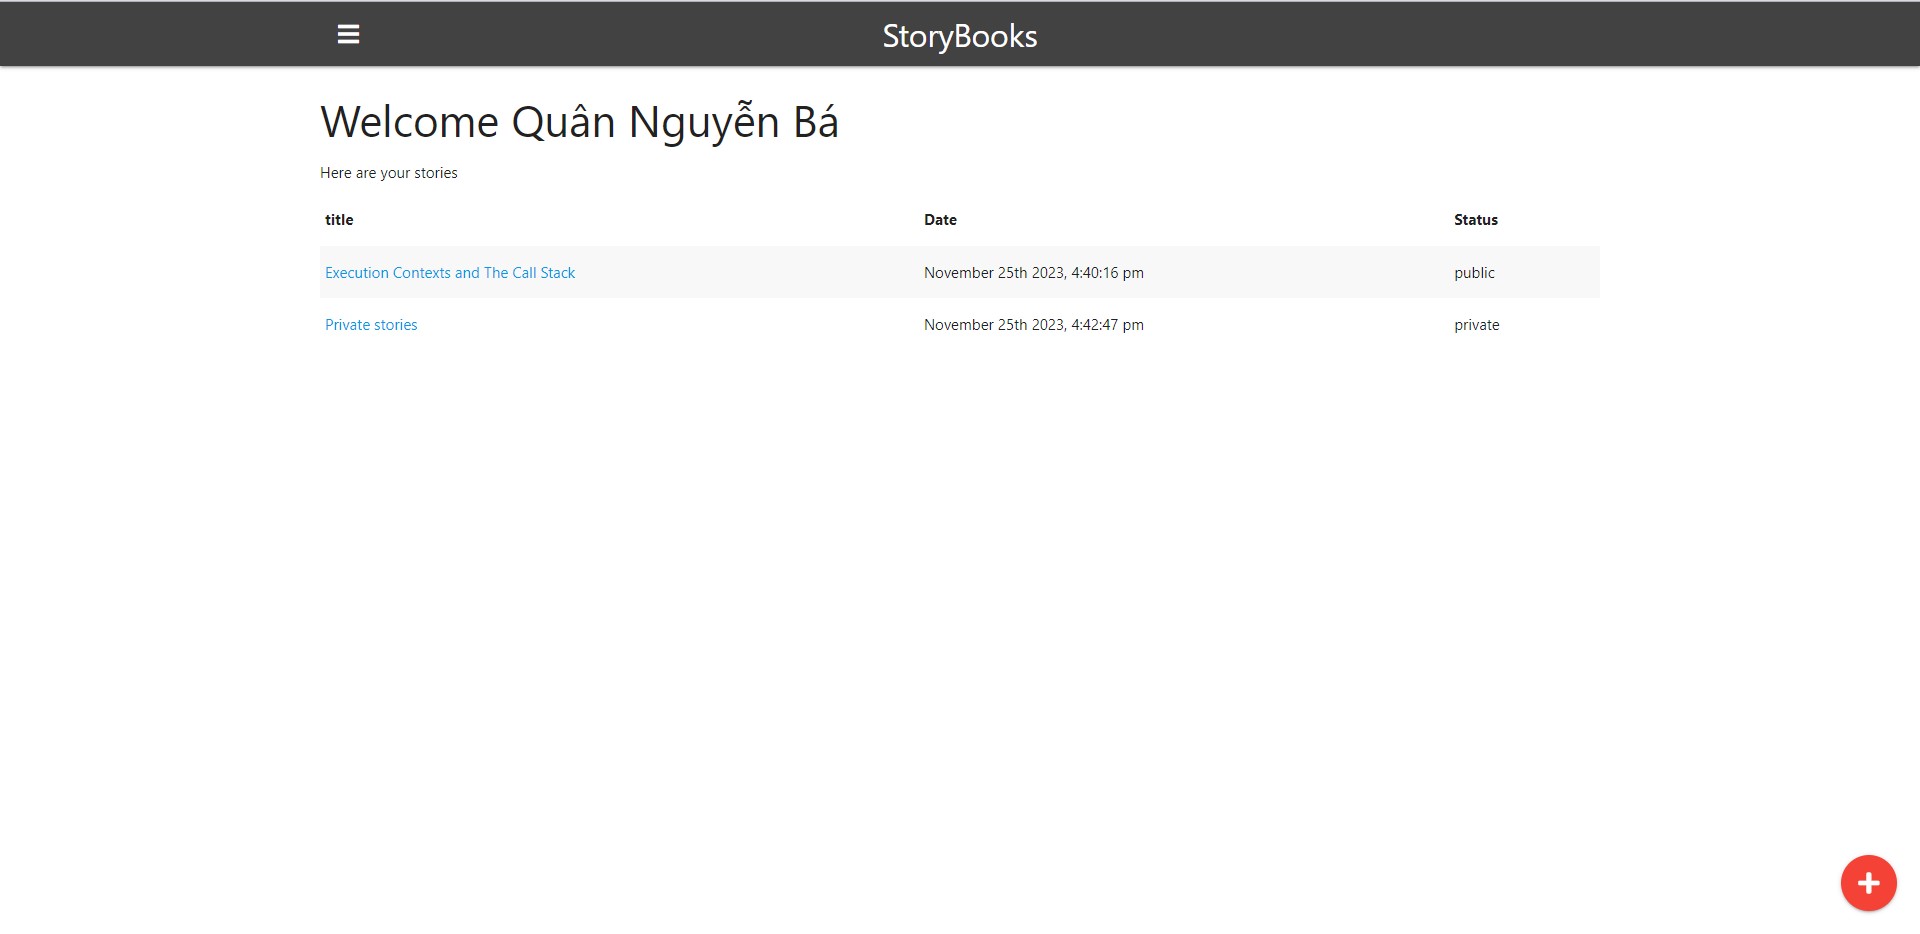 StoryBooks
Welcome Quân Nguyễn Bá
Here are your stories
title Date Status
Execution Contexts and The Call Stack November 25th 2023, 4:40:16 pm public
Private stories November 25th 2023, 4:42:47 pm private